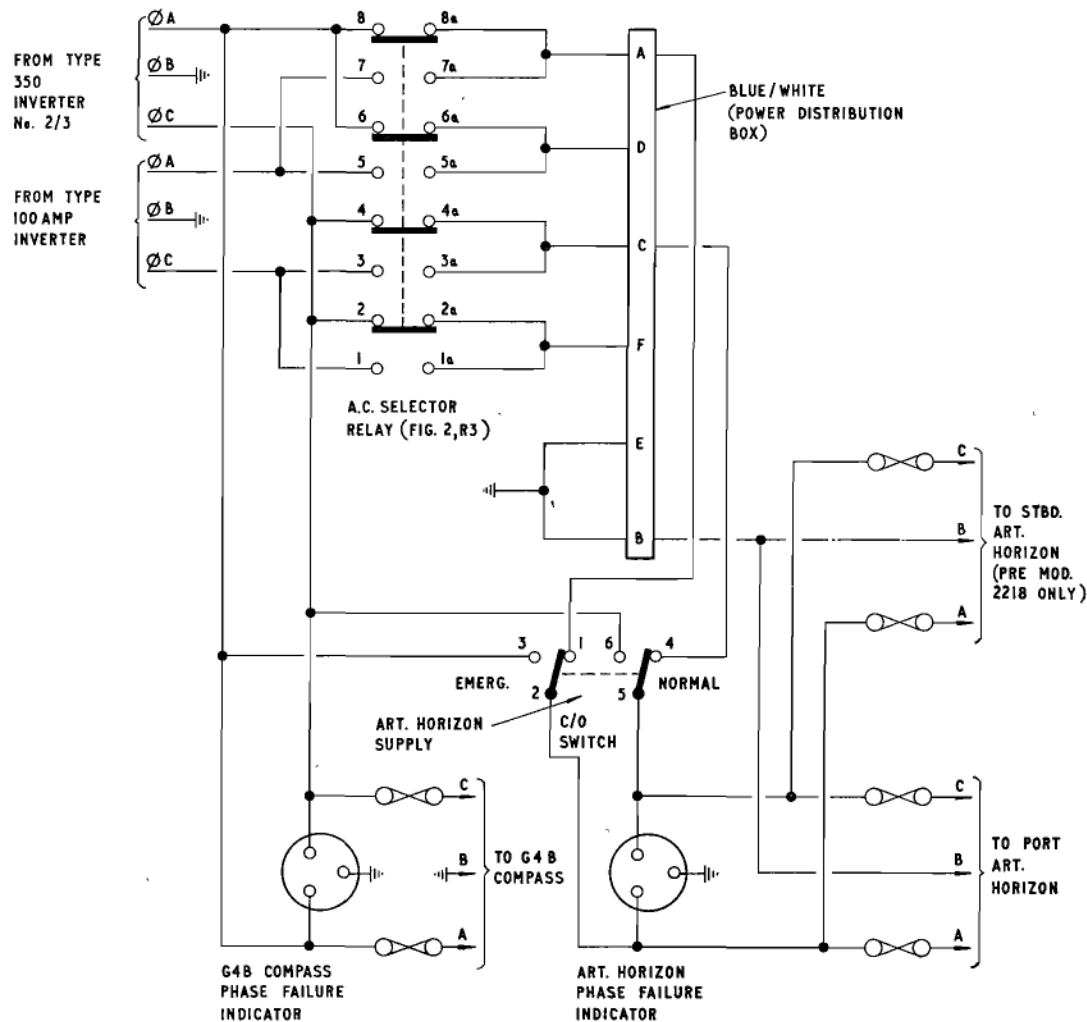 FROM TYPE
350
INVERTER
No. 2/3
ØA
ØB
ØC
FROM TYPE
100 AMP
INVERTER
ØA
ØB
ØC
8 8a
7 7a
6 6a
5 5a
4 4a
3 3a
2 2a
1 1a
A.C. SELECTOR
RELAY (FIG. 2,R3)
A
D
C
F
E
B
BLUE/WHITE
(POWER DISTRIBUTION
BOX)
C
B
A
TO STBD.
ART.
HORIZON
(PRE MOD.
2218 ONLY)
3 1 6 4
EMERG. NORMAL
2 5
ART. HORIZON
SUPPLY
C/O
SWITCH
C
B
A
TO G4B
COMPASS
C
B
A
TO PORT
ART.
HORIZON
G4B COMPASS
PHASE FAILURE
INDICATOR
ART. HORIZON
PHASE FAILURE
INDICATOR